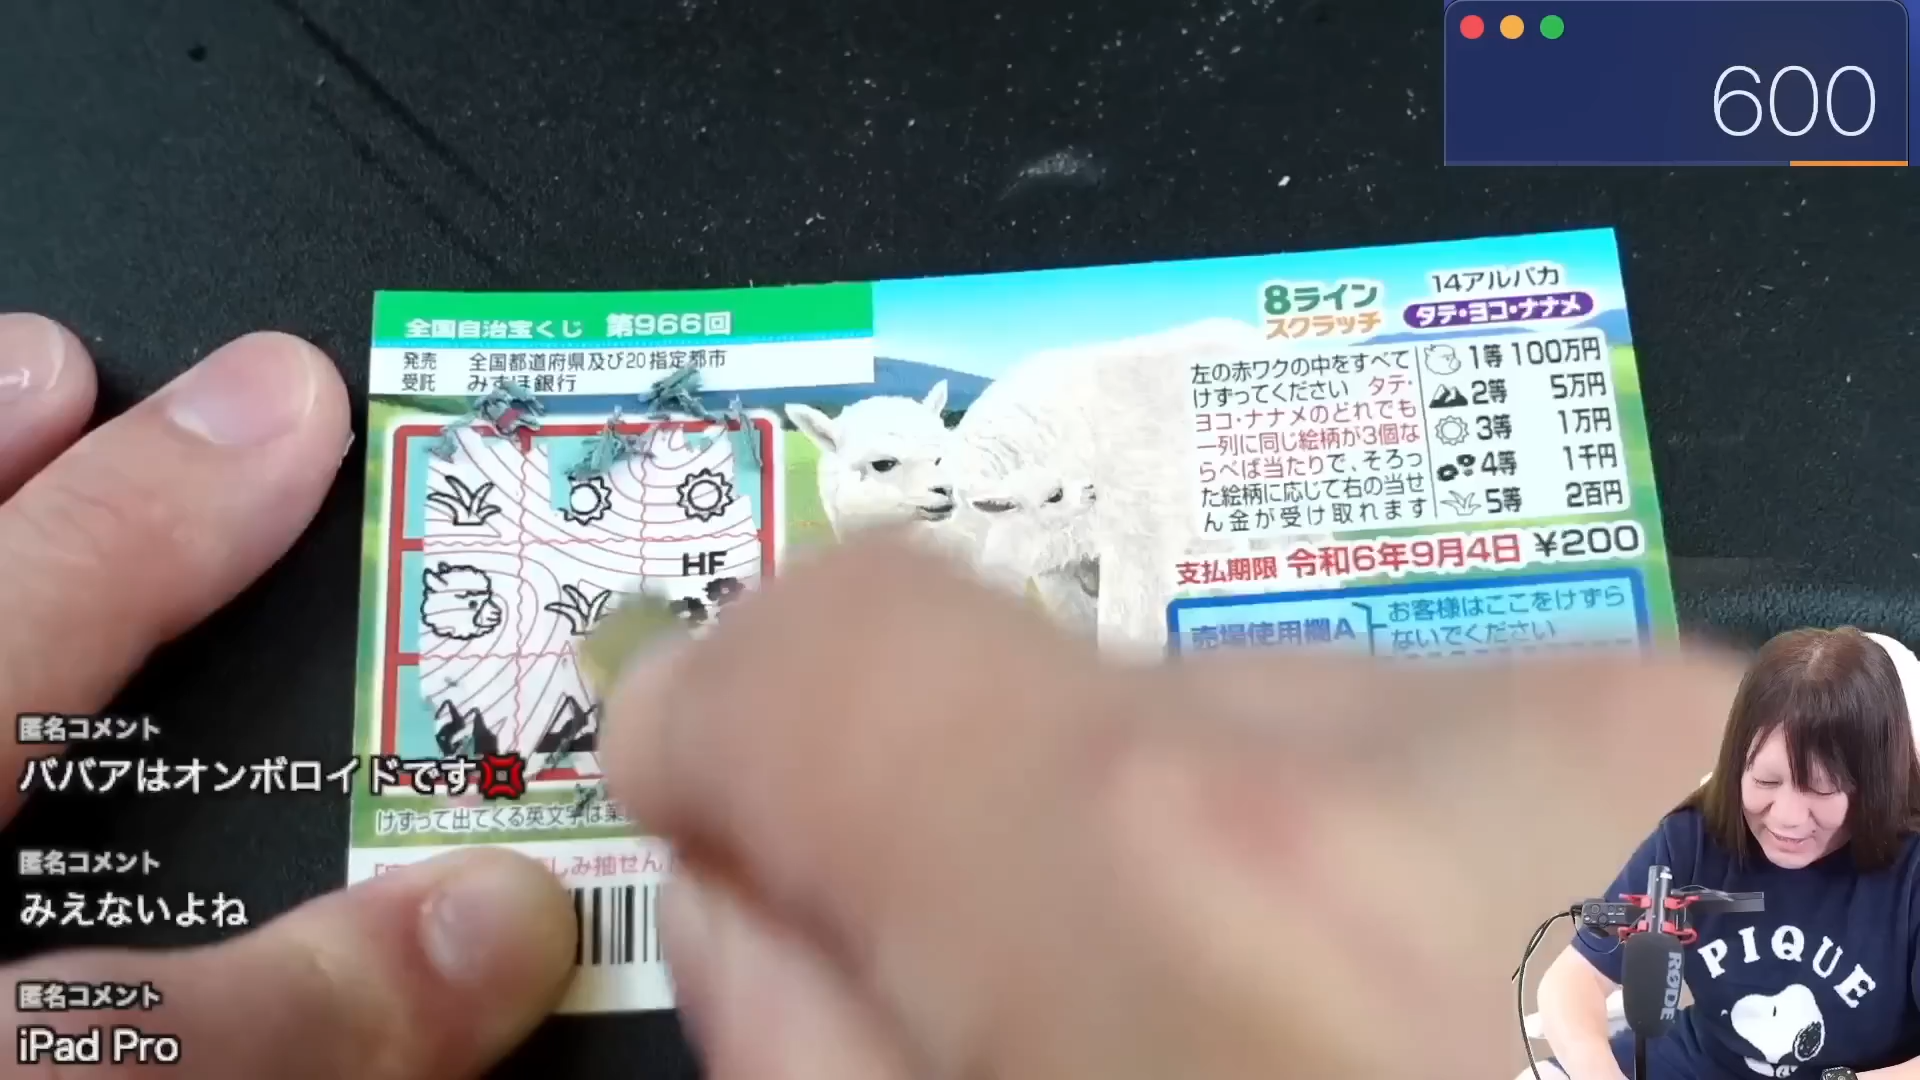 600
全国自治宝くじ 第966回
発売 全国都道府県及び20指定都市
受託 みずほ銀行
8ライン
スクラッチ
14アルパカ
タテ・ヨコ・ナナメ
左の赤ワクの中をすべて
けずってください タテ・
ヨコ・ナナメのどれでも
一列に同じ絵柄が3個な
らべば当たりで、そろっ
た絵柄に応じて右の当せ
ん金が受け取れます
1等 100万円
2等 5万円
3等 1万円
4等 1千円
5等 2百円
支払期限 令和6年9月4日 ¥200
売場使用欄A
お客様はここをけずら
ないでください
HF
けずって出てくる英文字は
しみ抽せん
匿名コメント
ババアはオンボロイドです💢
匿名コメント
みえないよね
匿名コメント
iPad Pro
RØDE
PIQUE